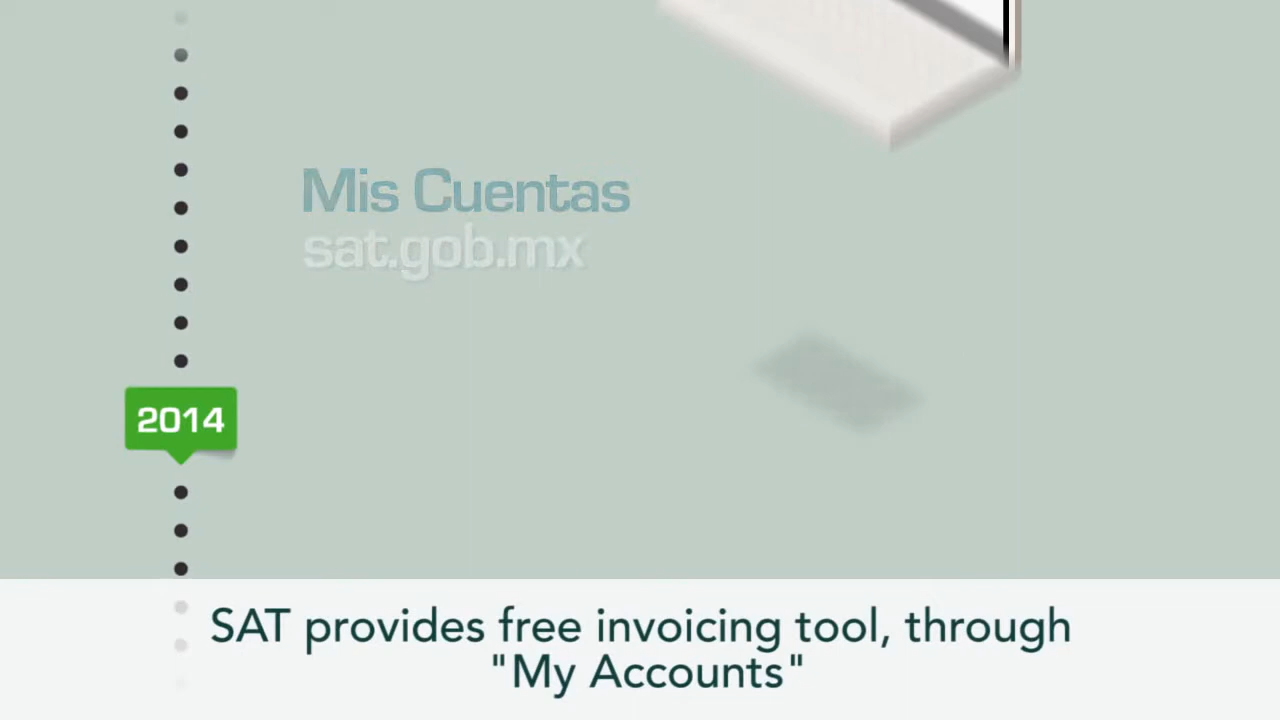 Mis Cuentas
sat.gob.mx
2014
SAT provides free invoicing tool, through
"My Accounts"